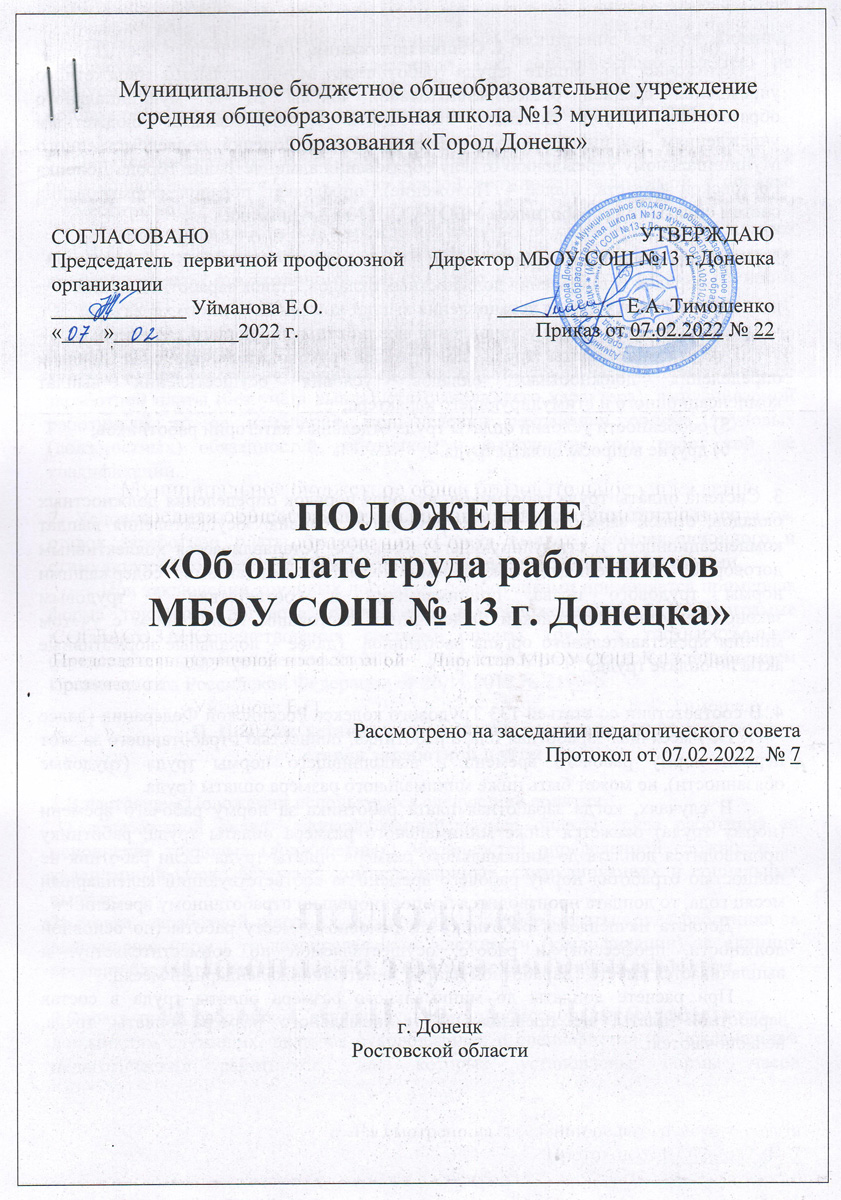 Муниципальное бюджетное общеобразовательное учреждение
средняя общеобразовательная школа №13 муниципального
образования «Город Донецк»
СОГЛАСОВАНО
Председатель первичной профсоюзной
организации
Уйманова Е.О.
«07» 02 2022 г.
УТВЕРЖДАЮ
Директор МБОУ СОШ №13 г.Донецка
Е.А. Тимошенко
Приказ от 07.02.2022 № 22
ПОЛОЖЕНИЕ
«Об оплате труда работников
МБОУ СОШ № 13 г. Донецка»
Рассмотрено на заседании педагогического совета
Протокол от 07.02.2022 № 7
г. Донецк
Ростовской области